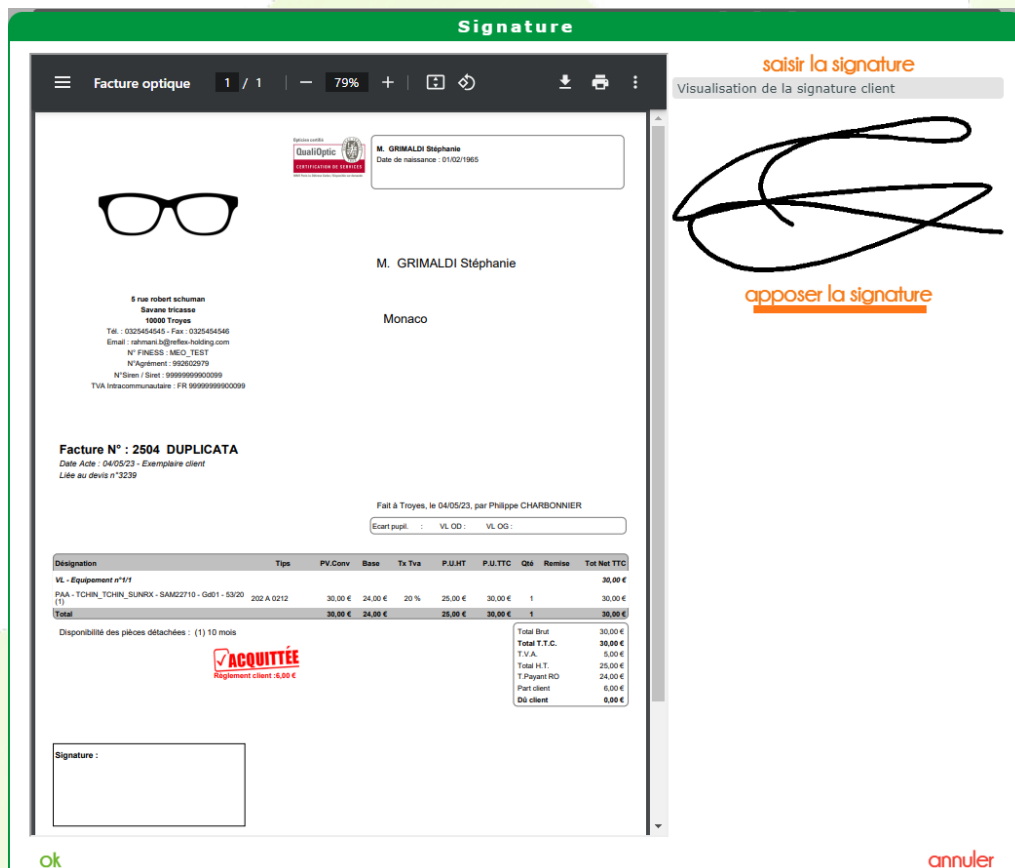 Signature
Facture optique 1 / 1 79%
saisir la signature
Visualisation de la signature client
QualiOptic
CERTIFICATION DE SERVICES
M. GRIMALDI Stéphanie
Date de naissance : 01/02/1965
M. GRIMALDI Stéphanie
Monaco
apposer la signature
5 rue robert schuman
Savane tricasse
10000 Troyes
Tél. : 0325454545 - Fax : 0325454546
Email : rahmani.b@reflex-holding.com
N° FINESS : MEO_TEST
N°Agrément : 992602979
N°Siren / Siret : 99999999900099
TVA Intracommunautaire : FR 99999999900099
Facture N° : 2504 DUPLICATA
Date Acte : 04/05/23 - Exemplaire client
Liée au devis n°3239
Fait à Troyes, le 04/05/23, par Philippe CHARBONNIER
Ecart pupil. : VL OD : VL OG :
Désignation Tips PV.Conv Base Tx Tva P.U.HT P.U.TTC Qté Remise Tot Net TTC
VL - Equipement n°1/1 30,00 €
PAA - TCHIN_TCHIN_SUNRX - SAM22710 - Gd01 - 53/20 202 A 0212 30,00 € 24,00 € 20 % 25,00 € 30,00 € 1 30,00 €
(1)
Total 30,00 € 24,00 € 25,00 € 30,00 € 1 30,00 €
Disponibilité des pièces détachées : (1) 10 mois
ACQUITTÉE
Règlement client :6,00 €
Total Brut 30,00 €
Total T.T.C. 30,00 €
T.V.A. 5,00 €
Total H.T. 25,00 €
T.Payant RO 24,00 €
Part client 6,00 €
Dû client 0,00 €
Signature :
ok
annuler